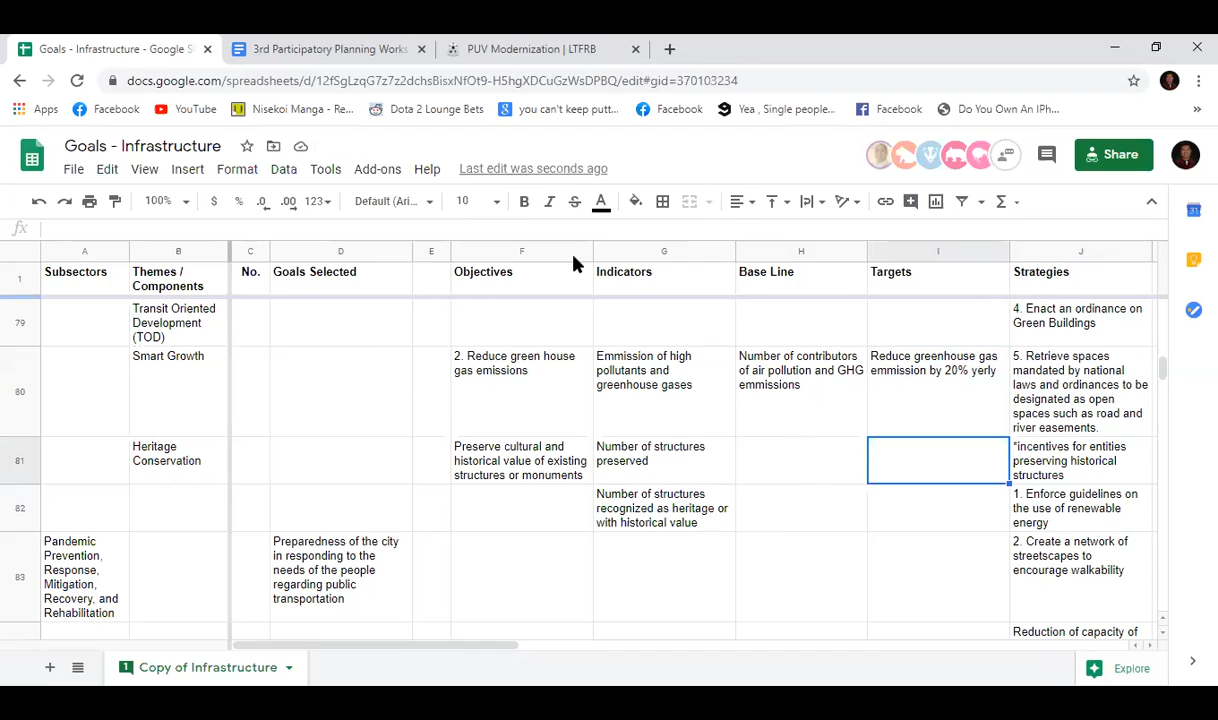 Goals - Infrastructure - Google S
3rd Participatory Planning Works
PUV Modernization | LTFRB
docs.google.com/spreadsheets/d/12fSgLzqG7z7z2dchsBisxNfOt9-H5hgXDCuGzWsDPBQ/edit#gid=370103234
Apps
Facebook
YouTube
Nisekoi Manga - Re...
Dota 2 Lounge Bets
you can't keep putt...
Facebook
Yea , Single people...
Facebook
Do You Own An IPh...
Goals - Infrastructure
Share
File Edit View Insert Format Data Tools Add-ons Help Last edit was seconds ago
100% $ % .0 .00 123 Default (Ari... 10 B I S A
fx
A B C D E F G H I J
1
Subsectors
Themes /
Components
No.
Goals Selected
Objectives
Indicators
Base Line
Targets
Strategies
79
Transit Oriented
Development
(TOD)
4. Enact an ordinance on
Green Buildings
80
Smart Growth
2. Reduce green house
gas emissions
Emmission of high
pollutants and
greenhouse gases
Number of contributors
of air pollution and GHG
emmissions
Reduce greenhouse gas
emmission by 20% yerly
5. Retrieve spaces
mandated by national
laws and ordinances to be
designated as open
spaces such as road and
river easements.
81
Heritage
Conservation
Preserve cultural and
historical value of existing
structures or monuments
Number of structures
preserved
*incentives for entities
preserving historical
structures
82
Number of structures
recognized as heritage or
with historical value
1. Enforce guidelines on
the use of renewable
energy
83
Pandemic
Prevention,
Response,
Mitigation,
Recovery, and
Rehabilitation
Preparedness of the city
in responding to the
needs of the people
regarding public
transportation
2. Create a network of
streetscapes to
encourage walkability
Reduction of capacity of
1 Copy of Infrastructure
Explore
31